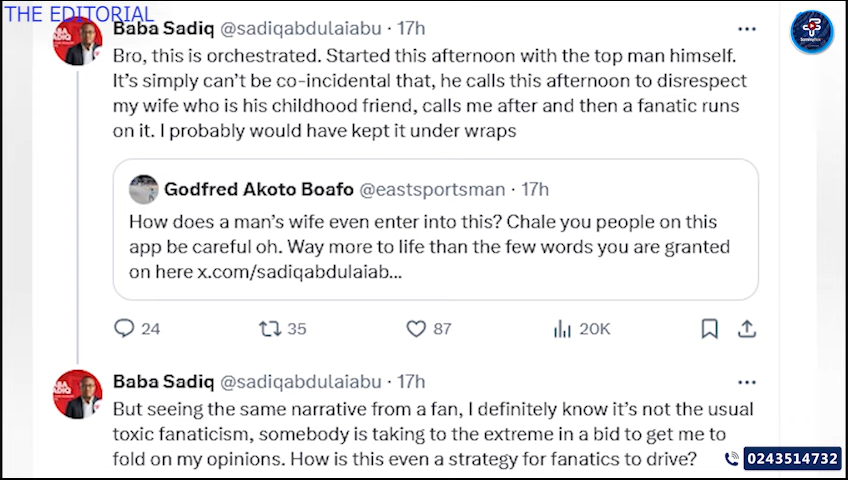 THE EDITORIAL
Baba Sadiq @sadiqabdulaiabu · 17h
Bro, this is orchestrated. Started this afternoon with the top man himself.
It's simply can't be co-incidental that, he calls this afternoon to disrespect
my wife who is his childhood friend, calls me after and then a fanatic runs
on it. I probably would have kept it under wraps
Godfred Akoto Boafo @eastsportsman · 17h
How does a man's wife even enter into this? Chale you people on this
app be careful oh. Way more to life than the few words you are granted
on here x.com/sadiqabdulaiab...
24 35 87 20K
Baba Sadiq @sadiqabdulaiabu · 17h
But seeing the same narrative from a fan, I definitely know it's not the usual
toxic fanaticism, somebody is taking to the extreme in a bid to get me to
fold on my opinions. How is this even a strategy for fanatics to drive?
0243514732